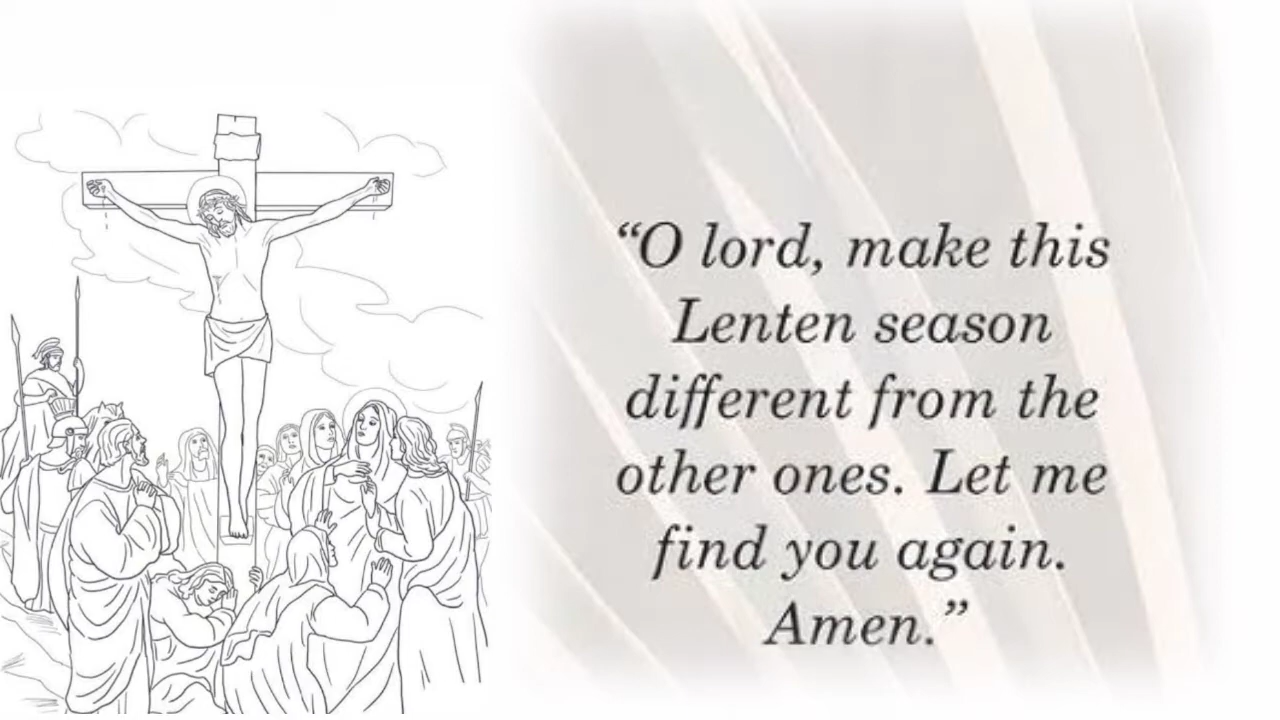 “O lord, make this
Lenten season
different from the
other ones. Let me
find you again.
Amen.”